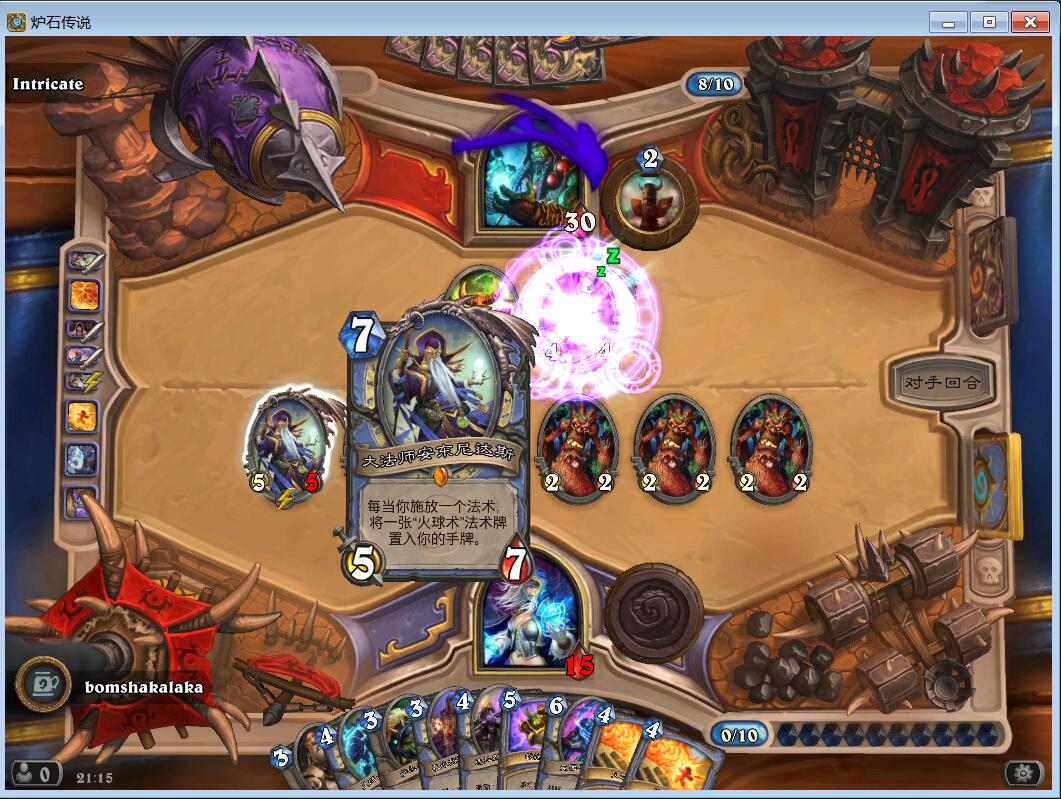 炉石传说
Intricate
8/10
2
30
z
z
4
4
7
大法师安东尼达斯
每当你施放一个法术，
将一张“火球术”法术牌
置入你的手牌。
5
7
5
5
2
2
2
2
2
2
对手回合
15
bomshakalaka
3
4
3
3
4
5
6
4
4
0/10
0
21:15